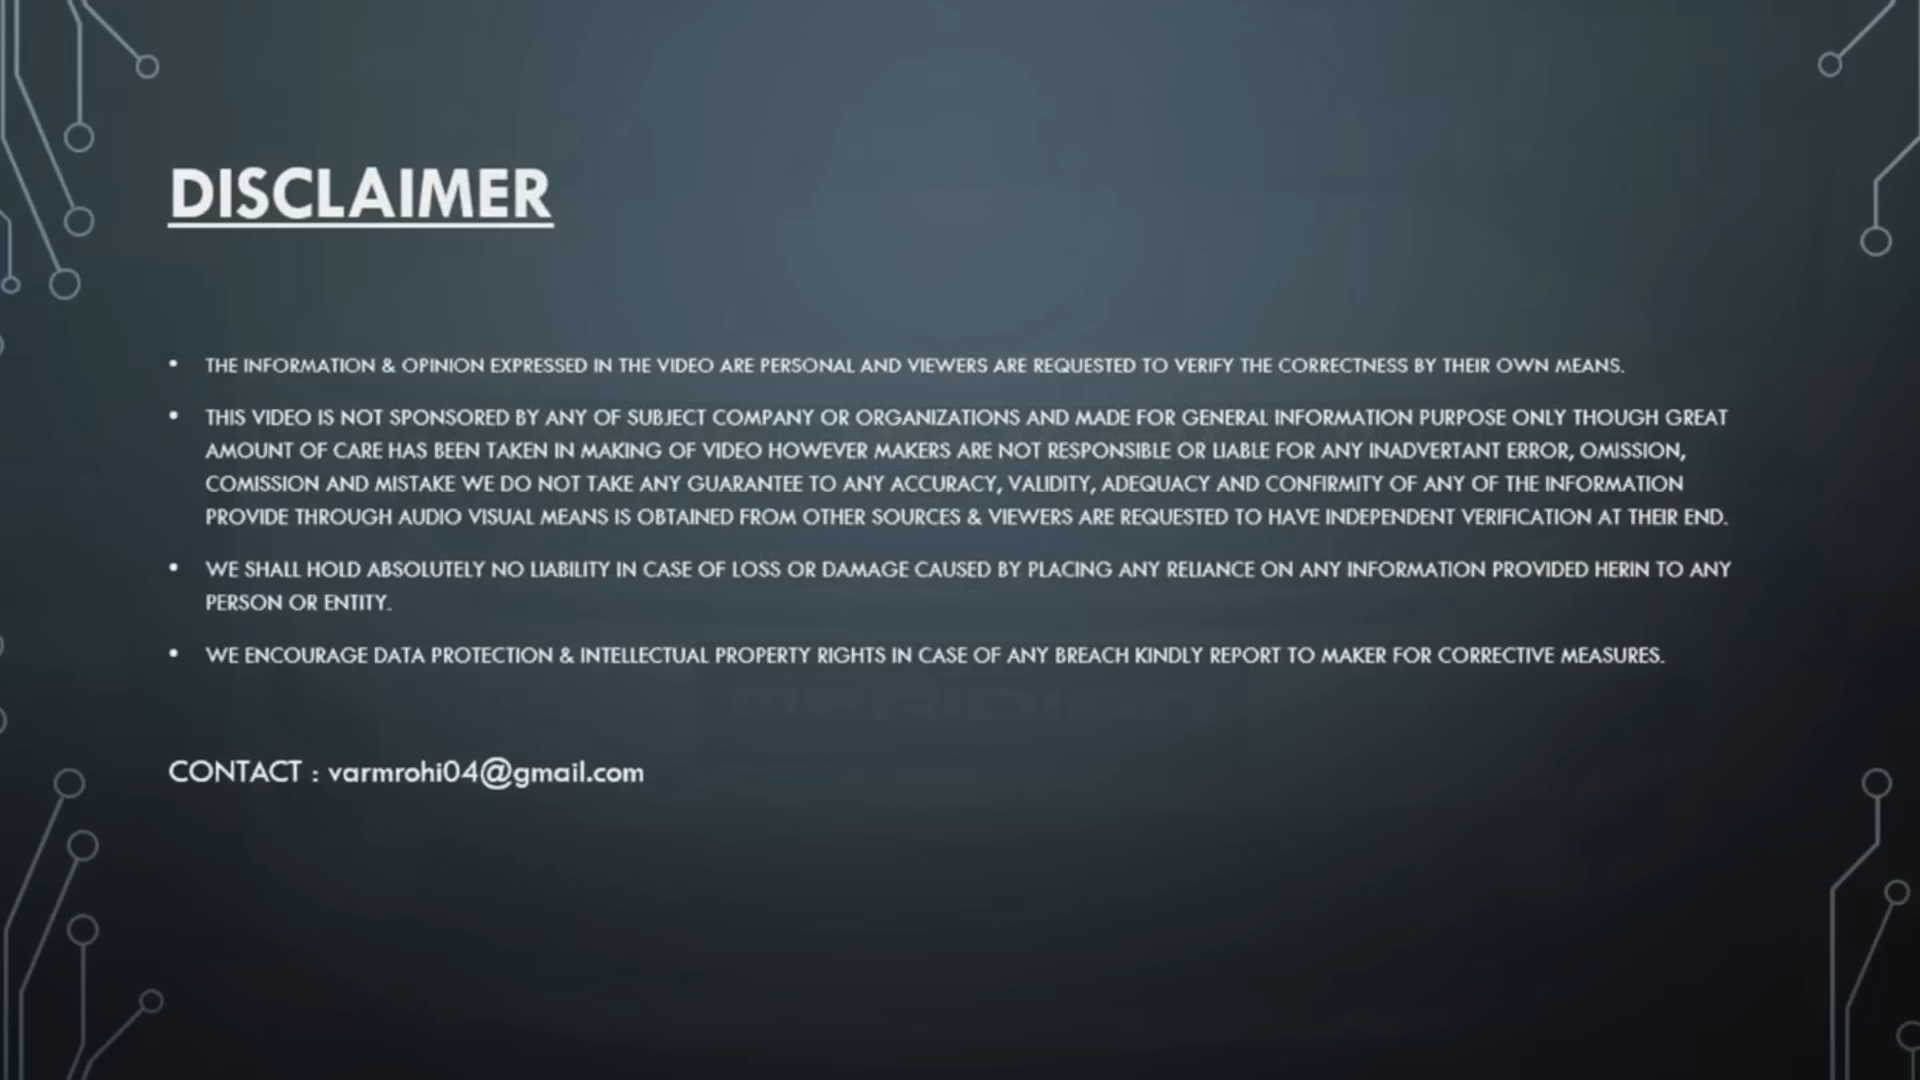 DISCLAIMER
• THE INFORMATION & OPINION EXPRESSED IN THE VIDEO ARE PERSONAL AND VIEWERS ARE REQUESTED TO VERIFY THE CORRECTNESS BY THEIR OWN MEANS.
• THIS VIDEO IS NOT SPONSORED BY ANY OF SUBJECT COMPANY OR ORGANIZATIONS AND MADE FOR GENERAL INFORMATION PURPOSE ONLY THOUGH GREAT
AMOUNT OF CARE HAS BEEN TAKEN IN MAKING OF VIDEO HOWEVER MAKERS ARE NOT RESPONSIBLE OR LIABLE FOR ANY INADVERTANT ERROR, OMISSION,
COMISSION AND MISTAKE WE DO NOT TAKE ANY GUARANTEE TO ANY ACCURACY, VALIDITY, ADEQUACY AND CONFIRMITY OF ANY OF THE INFORMATION
PROVIDE THROUGH AUDIO VISUAL MEANS IS OBTAINED FROM OTHER SOURCES & VIEWERS ARE REQUESTED TO HAVE INDEPENDENT VERIFICATION AT THEIR END.
• WE SHALL HOLD ABSOLUTELY NO LIABILITY IN CASE OF LOSS OR DAMAGE CAUSED BY PLACING ANY RELIANCE ON ANY INFORMATION PROVIDED HERIN TO ANY
PERSON OR ENTITY.
• WE ENCOURAGE DATA PROTECTION & INTELLECTUAL PROPERTY RIGHTS IN CASE OF ANY BREACH KINDLY REPORT TO MAKER FOR CORRECTIVE MEASURES.
MERIDIAN
CONTACT : varmrohi04@gmail.com